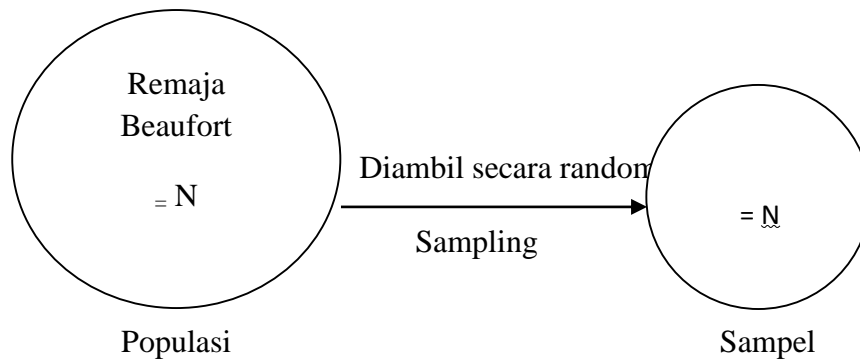 Remaja
Beaufort
= N
Diambil secara random
Sampling
= N
Populasi
Sampel